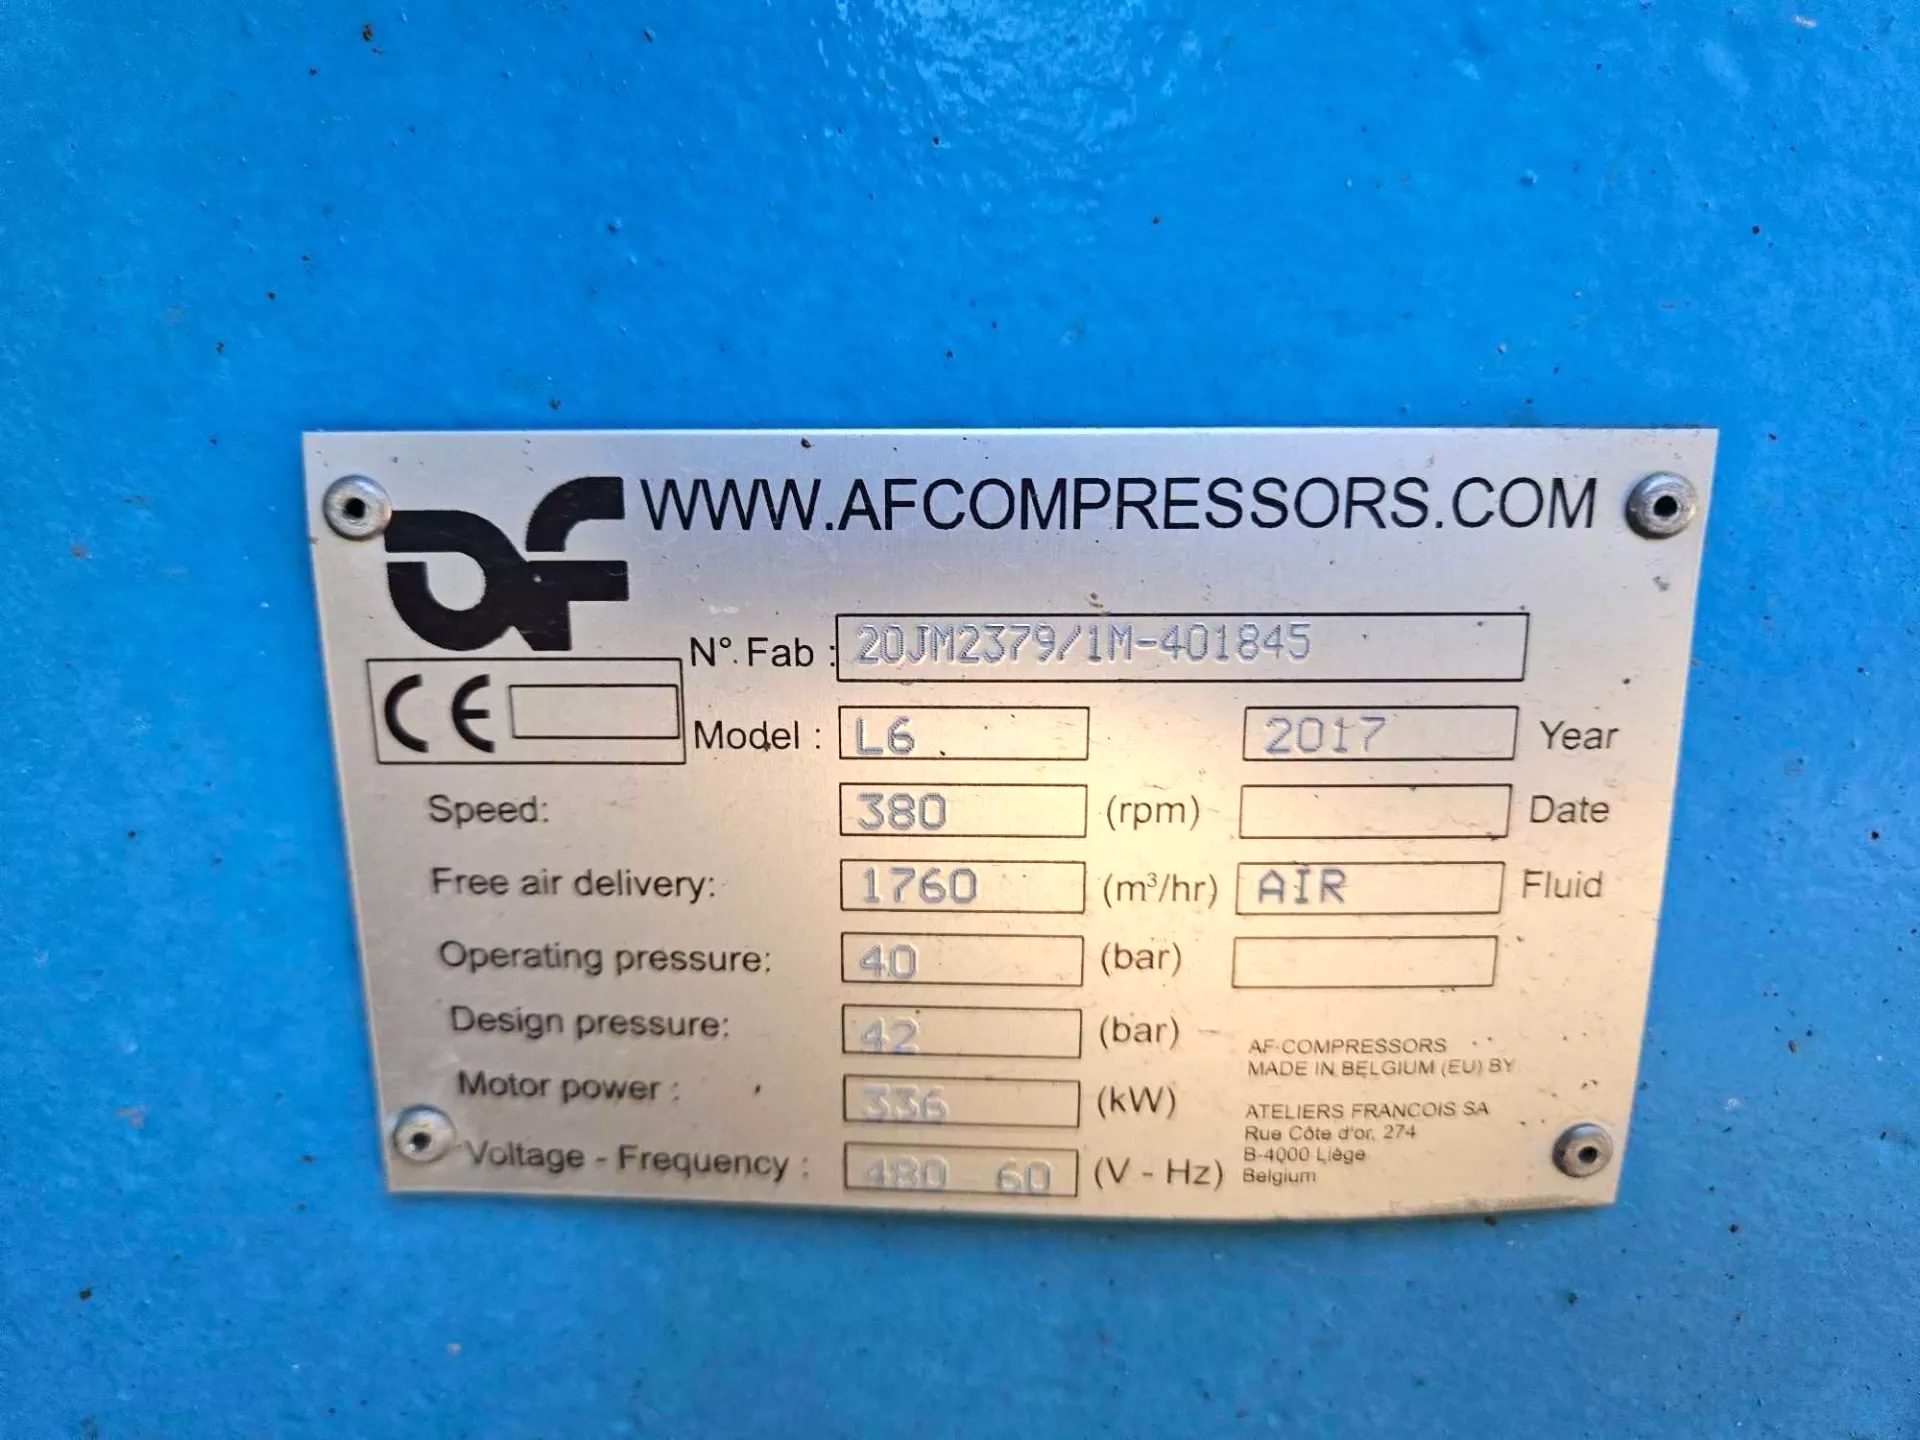 AF WWW.AFCOMPRESSORS.COM
N°. Fab : 20JM2379/1M-401845
CE
Model : L6 2017 Year
Speed: 380 (rpm) Date
Free air delivery: 1760 (m³/hr) AIR Fluid
Operating pressure: 40 (bar)
Design pressure: 42 (bar)
Motor power : 336 (kW)
Voltage - Frequency : 480 - 60 (V - Hz)
AF-COMPRESSORS
MADE IN BELGIUM (EU) BY
ATELIERS FRANCOIS SA
Rue Côte d'or, 274
B-4000 Liège
Belgium